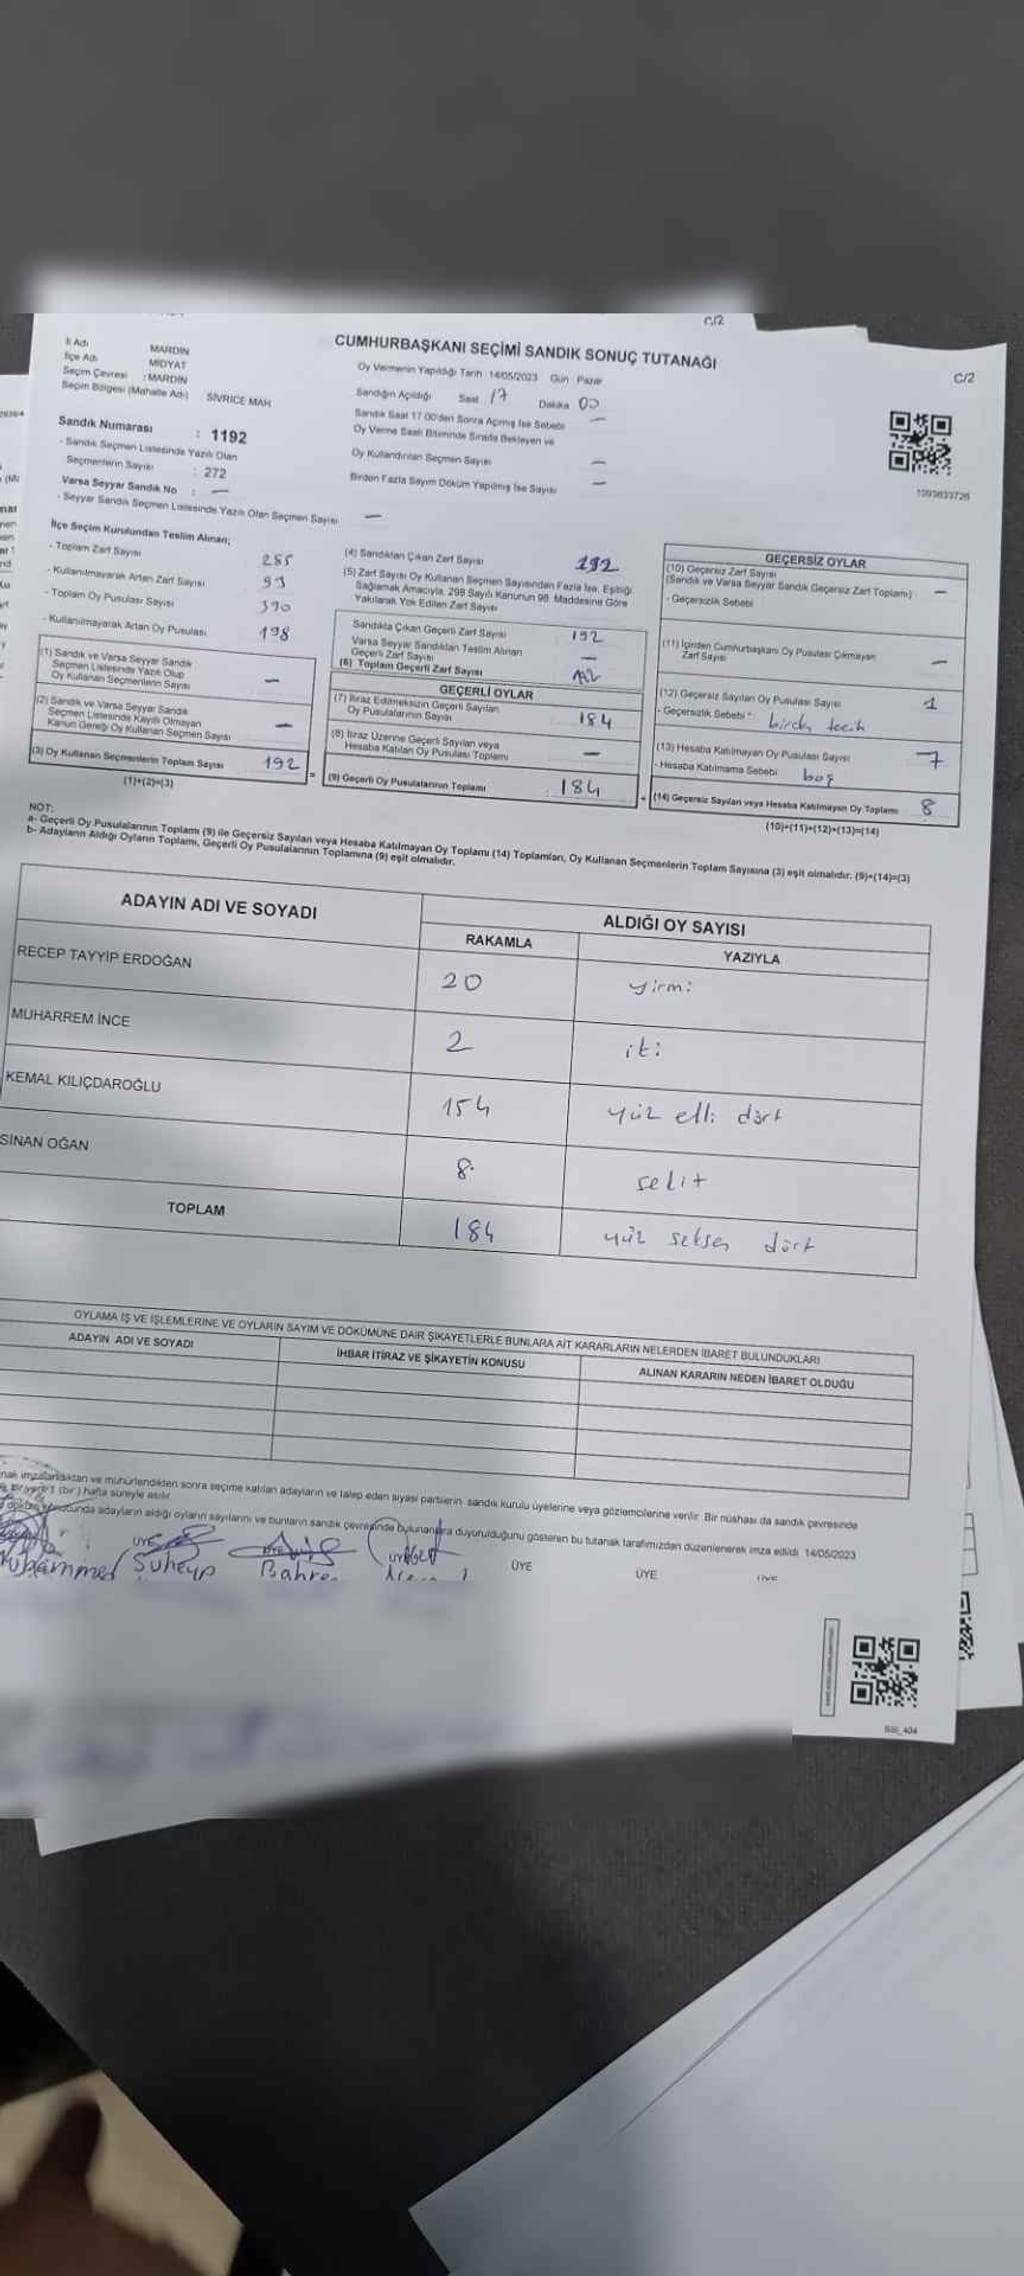 C/2
C/2
CUMHURBAŞKANI SEÇİMİ SANDIK SONUÇ TUTANAĞI
İl Adı MARDİN
İlçe Adı MİDYAT
Seçim Çevresi : MARDİN
Seçim Bölgesi (Mahalle Adı) SİVRİCE MAH
Oy Vermenin Yapıldığı Tarih : 14/05/2023 Gün : Pazar
Sandığın Açıldığı Saat 17 Dakika 00
Sandık Saat 17.00'den Sonra Açılmış İse Sebebi —
Oy Verme Saati Bitiminde Sırada Bekleyen ve
Oy Kullandırılan Seçmen Sayısı —
Birden Fazla Sayım Döküm Yapılmış İse Sayısı —
1093633726
Sandık Numarası : 1192
- Sandık Seçmen Listesinde Yazılı Olan
Seçmenlerin Sayısı : 272
Varsa Seyyar Sandık No : —
- Seyyar Sandık Seçmen Listesinde Yazılı Olan Seçmen Sayısı —
İlçe Seçim Kurulundan Teslim Alınan;
- Toplam Zarf Sayısı 285
- Kullanılmayarak Artan Zarf Sayısı 93
- Toplam Oy Pusulası Sayısı 390
- Kullanılmayarak Artan Oy Pusulası 198
(1) Sandık ve Varsa Seyyar Sandık
Seçmen Listesinde Yazılı Olup
Oy Kullanan Seçmenlerin Sayısı —
(2) Sandık ve Varsa Seyyar Sandık
Seçmen Listesinde Kayıtlı Olmayan
Kanun Gereği Oy Kullanan Seçmen Sayısı —
(3) Oy Kullanan Seçmenlerin Toplam Sayısı 192
(1)+(2)=(3)
=
(4) Sandıktan Çıkan Zarf Sayısı 192
(5) Zarf Sayısı Oy Kullanan Seçmen Sayısından Fazla İse, Eşitliği
Sağlamak Amacıyla, 298 Sayılı Kanunun 98. Maddesine Göre
Yakılarak Yok Edilen Zarf Sayısı
Sandıkta Çıkan Geçerli Zarf Sayısı 192
Varsa Seyyar Sandıktan Teslim Alınan
Geçerli Zarf Sayısı —
(6) Toplam Geçerli Zarf Sayısı 192
GEÇERLİ OYLAR
(7) İtiraz Edilmeksizin Geçerli Sayılan
Oy Pusulalarının Sayısı 184
(8) İtiraz Üzerine Geçerli Sayılan veya
Hesaba Katılan Oy Pusulası Toplamı —
(9) Geçerli Oy Pusulalarının Toplamı : 184
+
GEÇERSİZ OYLAR
(10) Geçersiz Zarf Sayısı
(Sandık ve Varsa Seyyar Sandık Geçersiz Zarf Toplamı) —
- Geçersizlik Sebebi
(11) İçinden Cumhurbaşkanı Oy Pusulası Çıkmayan
Zarf Sayısı —
(12) Geçersiz Sayılan Oy Pusulası Sayısı 1
- Geçersizlik Sebebi :
(13) Hesaba Katılmayan Oy Pusulası Sayısı 7
- Hesaba Katılmama Sebebi boş
(14) Geçersiz Sayılan veya Hesaba Katılmayan Oy Toplamı 8
(10)+(11)+(12)+(13)=(14)
NOT:
a- Geçerli Oy Pusulalarının Toplamı (9) ile Geçersiz Sayılan veya Hesaba Katılmayan Oy Toplamı (14) Toplamları, Oy Kullanan Seçmenlerin Toplam Sayısına (3) eşit olmalıdır. (9)+(14)=(3)
b- Adayların Aldığı Oyların Toplamı, Geçerli Oy Pusulalarının Toplamına (9) eşit olmalıdır.
ADAYIN ADI VE SOYADI ALDIĞI OY SAYISI
RAKAMLA YAZIYLA
RECEP TAYYİP ERDOĞAN 20 yirmi
MUHARREM İNCE 2 iki
KEMAL KILIÇDAROĞLU 154 yüz elli dört
SİNAN OĞAN 8 sekit
TOPLAM 184 yüz seksen dört
OYLAMA İŞ VE İŞLEMLERİNE VE OYLARIN SAYIM VE DÖKÜMÜNE DAİR ŞİKAYETLERLE BUNLARA AİT KARARLARIN NELERDEN İBARET BULUNDUKLARI
ADAYIN ADI VE SOYADI İHBAR İTİRAZ VE ŞİKAYETİN KONUSU ALINAN KARARIN NEDEN İBARET OLDUĞU
imzalandıktan ve mühürlendikten sonra seçime katılan adayların ve talep eden siyasi partilerin sandık kurulu üyelerine veya gözlemcilerine verilir. Bir nüshası da sandık çevresinde
bir yere 1 (bir) hafta süreyle asılır.
adayların aldığı oyların sayılarını ve bunların sandık çevresinde bulunanlara duyurulduğunu gösteren bu tutanak tarafımızdan düzenlenerek imza edildi. 14/05/2023
ÜYE ÜYE ÜYE ÜYE ÜYE ÜYE
Muhammed Süheyp
BSI_404